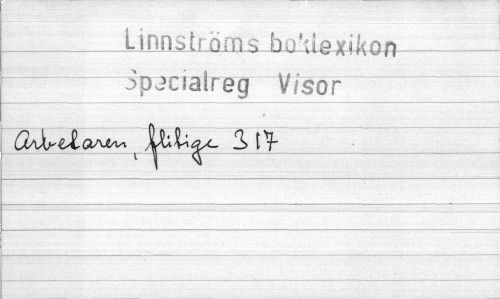 Linnströms boklexikon
Specialreg Visor
Arbetaren, flitige 317